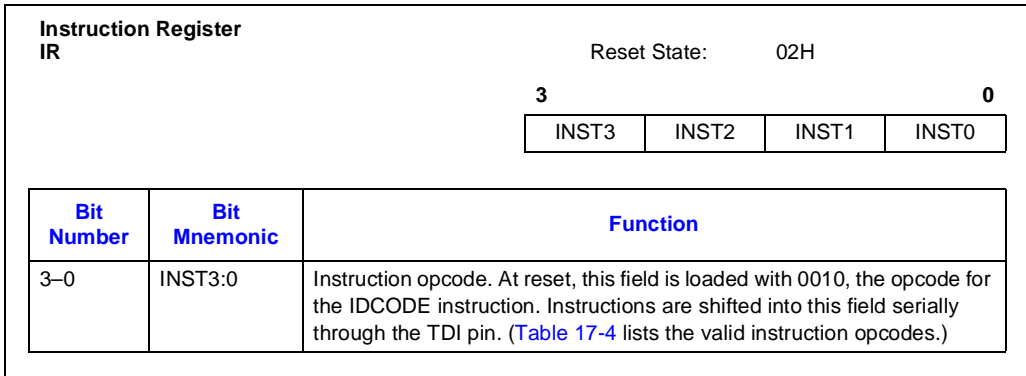 Instruction Register
IR Reset State: 02H
3 0
INST3 INST2 INST1 INST0
Bit Number Bit Mnemonic Function
3–0 INST3:0 Instruction opcode. At reset, this field is loaded with 0010, the opcode for
the IDCODE instruction. Instructions are shifted into this field serially
through the TDI pin. (Table 17-4 lists the valid instruction opcodes.)